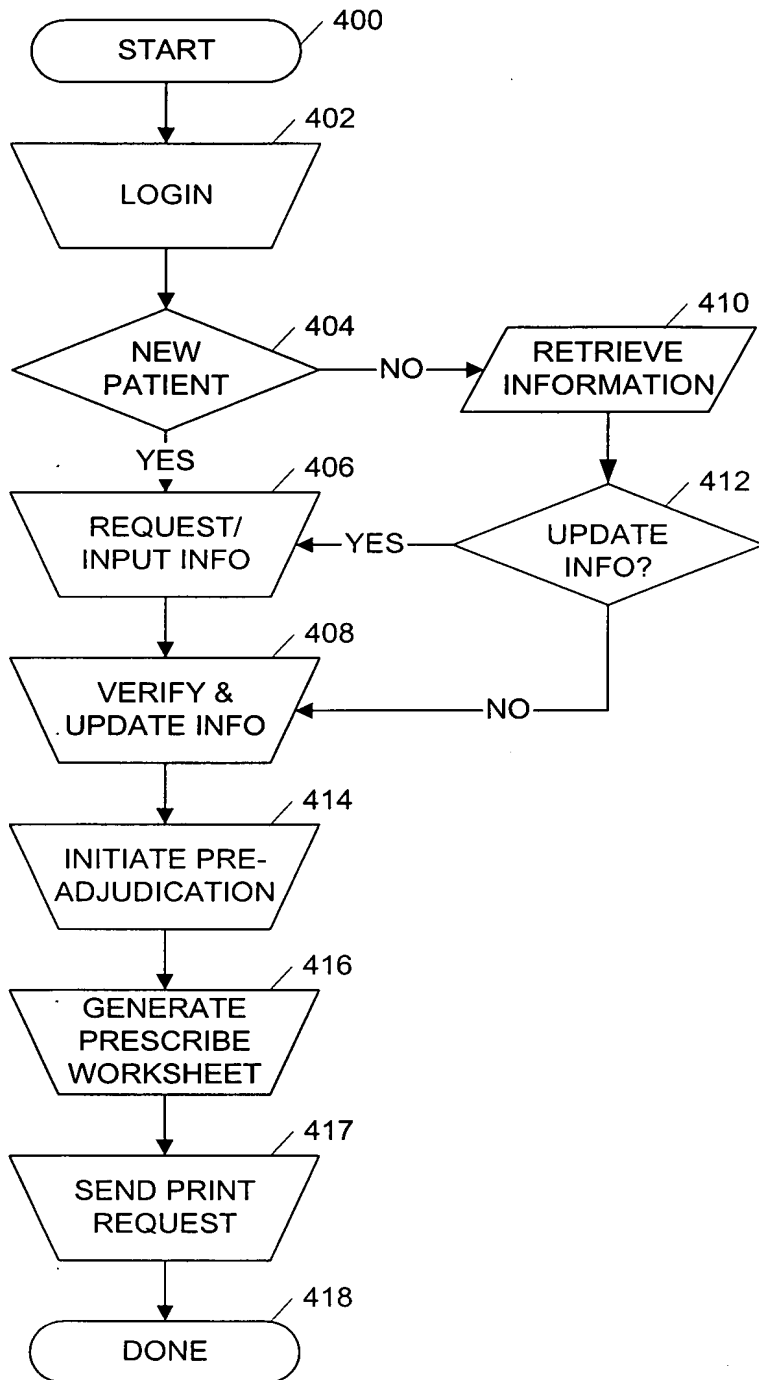 400
START
402
LOGIN
404
NEW
PATIENT
NO
410
RETRIEVE
INFORMATION
YES
406
REQUEST/
INPUT INFO
YES
412
UPDATE
INFO?
408
VERIFY &
UPDATE INFO
NO
414
INITIATE PRE-
ADJUDICATION
416
GENERATE
PRESCRIBE
WORKSHEET
417
SEND PRINT
REQUEST
418
DONE